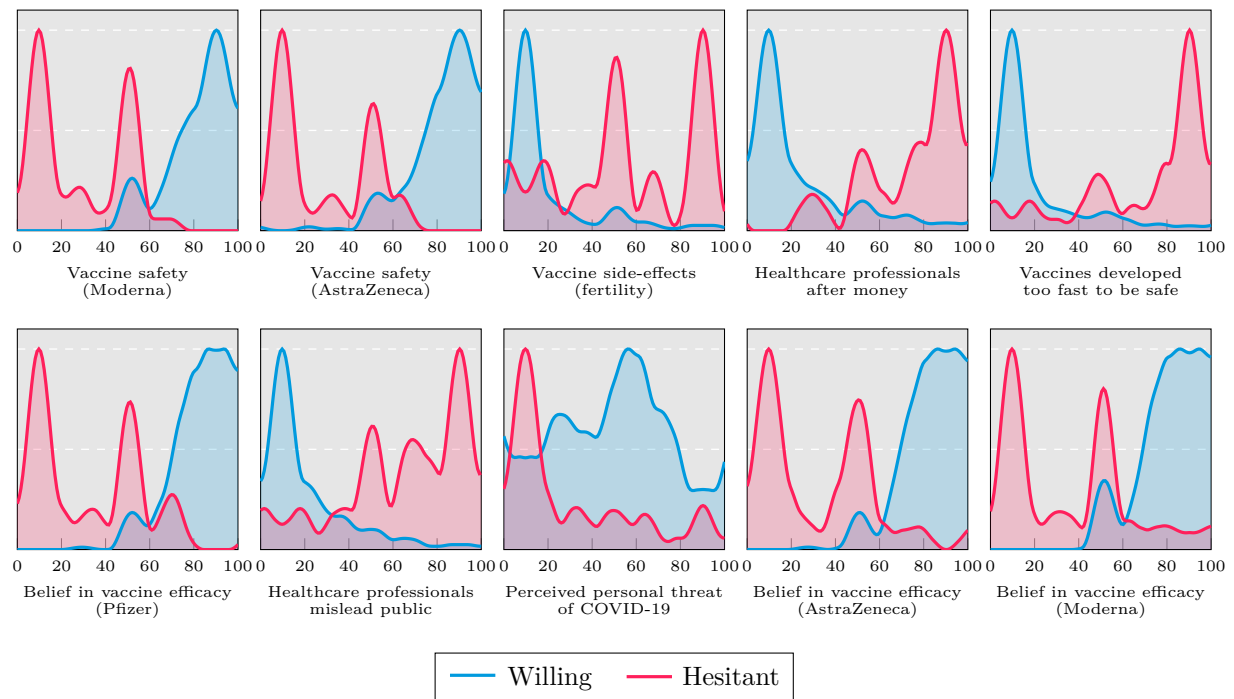 0 20 40 60 80 100 0 20 40 60 80 100 0 20 40 60 80 100 0 20 40 60 80 100 0 20 40 60 80 100
Vaccine safety
(Moderna)
Vaccine safety
(AstraZeneca)
Vaccine side-effects
(fertility)
Healthcare professionals
after money
Vaccines developed
too fast to be safe
0 20 40 60 80 100 0 20 40 60 80 100 0 20 40 60 80 100 0 20 40 60 80 100 0 20 40 60 80 100
Belief in vaccine efficacy
(Pfizer)
Healthcare professionals
mislead public
Perceived personal threat
of COVID-19
Belief in vaccine efficacy
(AstraZeneca)
Belief in vaccine efficacy
(Moderna)
Willing Hesitant